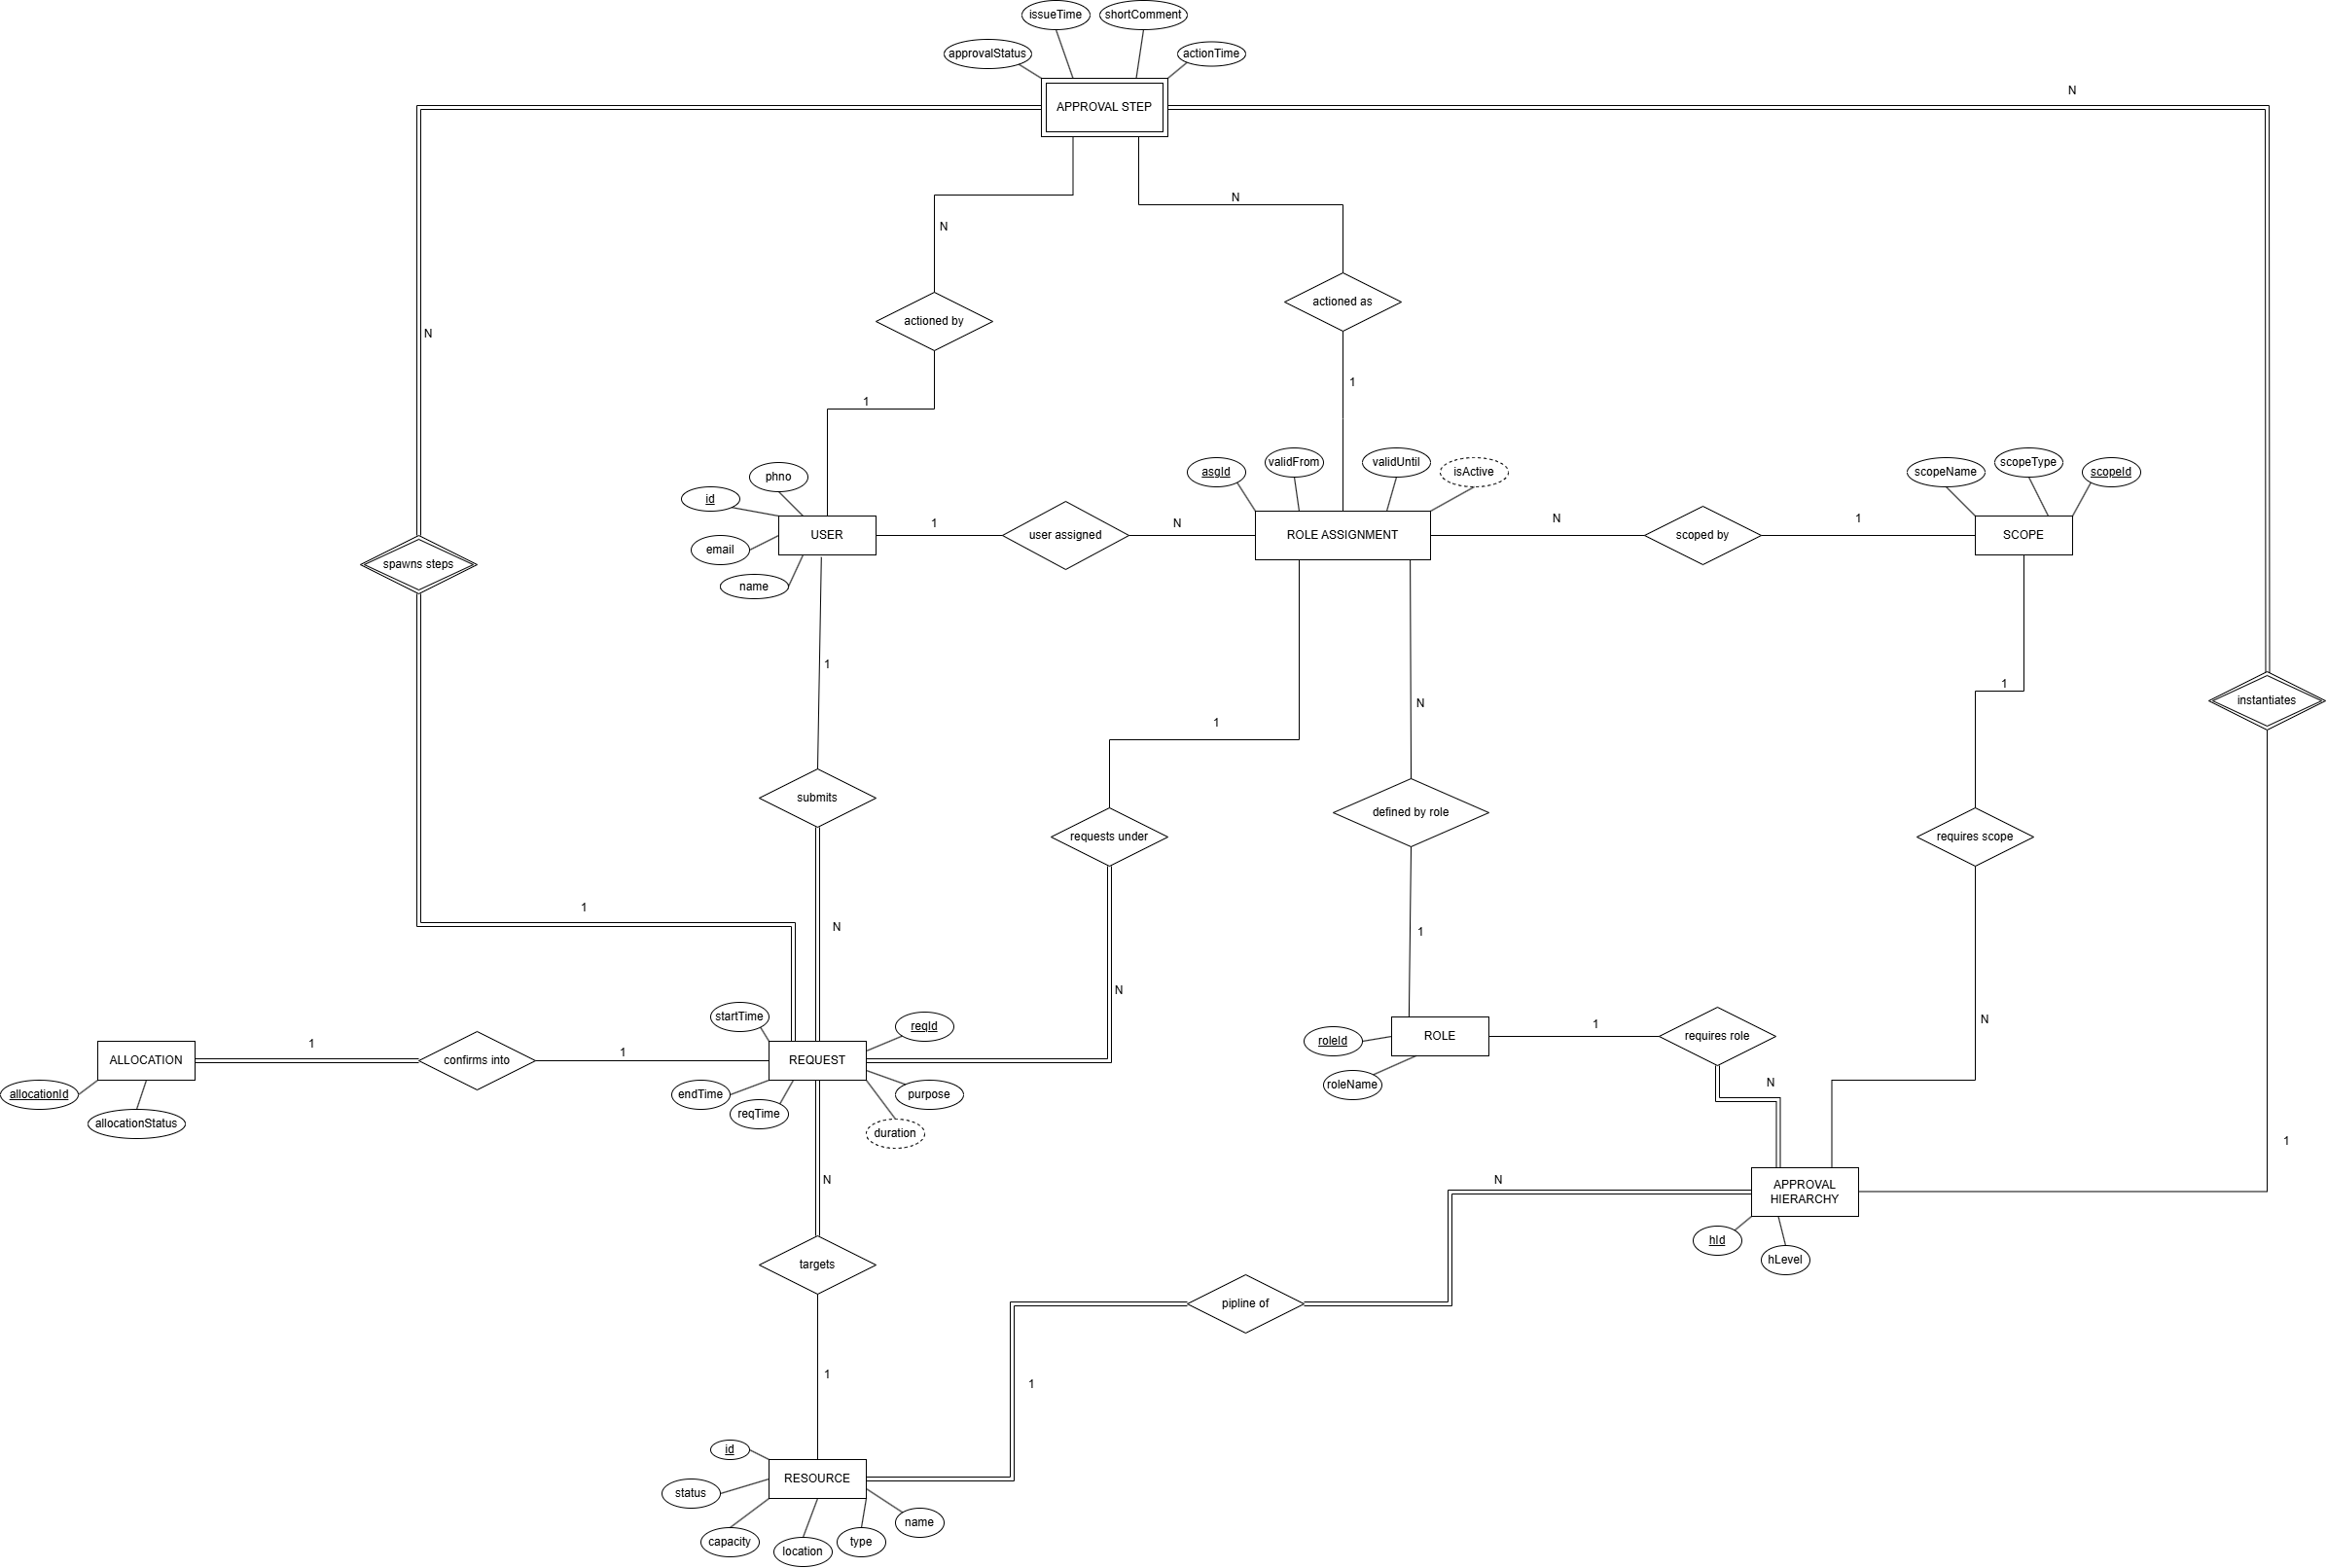 issueTime
shortComment
approvalStatus
actionTime
APPROVAL STEP
N
N
N
N
actioned by
actioned as
1
1
phno
id
email
name
USER
1
user assigned
N
asgId
validFrom
validUntil
isActive
ROLE ASSIGNMENT
N
scoped by
1
scopeName
scopeType
scopeId
SCOPE
spawns steps
1
1
N
1
instantiates
submits
requests under
defined by role
requires scope
1
N
N
1
N
startTime
reqId
REQUEST
endTime
reqTime
purpose
duration
ALLOCATION
allocationId
allocationStatus
1
confirms into
1
roleId
roleName
ROLE
1
requires role
N
N
1
APPROVAL
HIERARCHY
hId
hLevel
N
N
targets
pipline of
1
1
id
status
capacity
location
type
name
RESOURCE